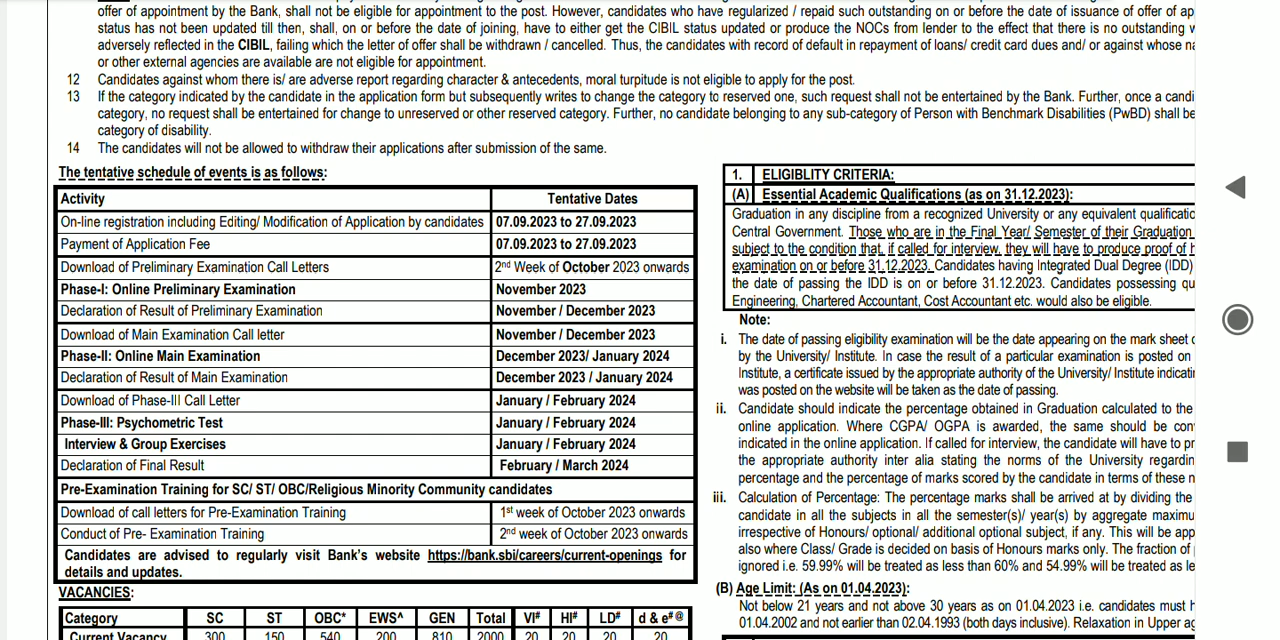 offer of appointment by the Bank, shall not be eligible for appointment to the post. However, candidates who have regularized / repaid such outstanding on or before the date of issuance of offer of ap
status has not been updated till then, shall, on or before the date of joining, have to either get the CIBIL status updated or produce the NOCs from lender to the effect that there is no outstanding w
adversely reflected in the CIBIL, failing which the letter of offer shall be withdrawn / cancelled. Thus, the candidates with record of default in repayment of loans/ credit card dues and/ or against whose na
or other external agencies are available are not eligible for appointment.
12 Candidates against whom there is/ are adverse report regarding character & antecedents, moral turpitude is not eligible to apply for the post.
13 If the category indicated by the candidate in the application form but subsequently writes to change the category to reserved one, such request shall not be entertained by the Bank. Further, once a candi
category, no request shall be entertained for change to unreserved or other reserved category. Further, no candidate belonging to any sub-category of Person with Benchmark Disabilities (PwBD) shall be
category of disability.
14 The candidates will not be allowed to withdraw their applications after submission of the same.
The tentative schedule of events is as follows:
Activity Tentative Dates
On-line registration including Editing/ Modification of Application by candidates 07.09.2023 to 27.09.2023
Payment of Application Fee 07.09.2023 to 27.09.2023
Download of Preliminary Examination Call Letters 2nd Week of October 2023 onwards
Phase-I: Online Preliminary Examination November 2023
Declaration of Result of Preliminary Examination November / December 2023
Download of Main Examination Call letter November / December 2023
Phase-II: Online Main Examination December 2023/ January 2024
Declaration of Result of Main Examination December 2023 / January 2024
Download of Phase-III Call Letter January / February 2024
Phase-III: Psychometric Test January / February 2024
Interview & Group Exercises January / February 2024
Declaration of Final Result February / March 2024
Pre-Examination Training for SC/ ST/ OBC/Religious Minority Community candidates
Download of call letters for Pre-Examination Training 1st week of October 2023 onwards
Conduct of Pre- Examination Training 2nd week of October 2023 onwards
Candidates are advised to regularly visit Bank's website https://bank.sbi/careers/current-openings for
details and updates.
VACANCIES:
Category SC ST OBC* EWS^ GEN Total VI# HI# LD# d & e# @
Current Vacancy 300 150 540 200 810 2000 20 20 20 20
1. ELIGIBLITY CRITERIA:
(A) Essential Academic Qualifications (as on 31.12.2023):
Graduation in any discipline from a recognized University or any equivalent qualificatio
Central Government. Those who are in the Final Year/ Semester of their Graduation
subject to the condition that, if called for interview, they will have to produce proof of h
examination on or before 31.12.2023. Candidates having Integrated Dual Degree (IDD)
the date of passing the IDD is on or before 31.12.2023. Candidates possessing qu
Engineering, Chartered Accountant, Cost Accountant etc. would also be eligible.
Note:
i. The date of passing eligibility examination will be the date appearing on the mark sheet o
by the University/ Institute. In case the result of a particular examination is posted on
Institute, a certificate issued by the appropriate authority of the University/ Institute indicatin
was posted on the website will be taken as the date of passing.
ii. Candidate should indicate the percentage obtained in Graduation calculated to the
online application. Where CGPA/ OGPA is awarded, the same should be con
indicated in the online application. If called for interview, the candidate will have to pr
the appropriate authority inter alia stating the norms of the University regardin
percentage and the percentage of marks scored by the candidate in terms of these n
iii. Calculation of Percentage: The percentage marks shall be arrived at by dividing the
candidate in all the subjects in all the semester(s)/ year(s) by aggregate maximu
irrespective of Honours/ optional/ additional optional subject, if any. This will be app
also where Class/ Grade is decided on basis of Honours marks only. The fraction of
ignored i.e. 59.99% will be treated as less than 60% and 54.99% will be treated as le
(B) Age Limit: (As on 01.04.2023):
Not below 21 years and not above 30 years as on 01.04.2023 i.e. candidates must h
01.04.2002 and not earlier than 02.04.1993 (both days inclusive). Relaxation in Upper ag